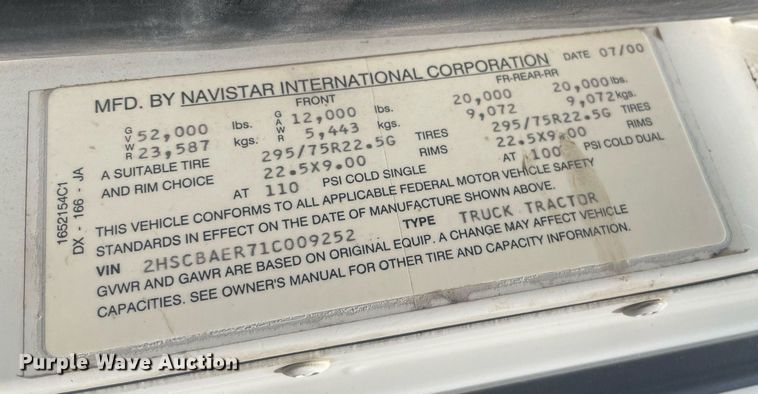 MFD. BY NAVISTAR INTERNATIONAL CORPORATION DATE 07/00
FRONT FR-REAR-RR
GVWR 52,000 lbs. GAWR 12,000 lbs. 20,000 20,000 lbs.
23,587 kgs. 5,443 kgs. 9,072 9,072 kgs.
A SUITABLE TIRE 295/75R22.5G TIRES 295/75R22.5G TIRES
AND RIM CHOICE 22.5X9.00 RIMS 22.5X9.00 RIMS
AT 110 PSI COLD SINGLE AT 100 PSI COLD DUAL
THIS VEHICLE CONFORMS TO ALL APPLICABLE FEDERAL MOTOR VEHICLE SAFETY
STANDARDS IN EFFECT ON THE DATE OF MANUFACTURE SHOWN ABOVE.
VIN 2HSCBAER71C009252 TYPE TRUCK TRACTOR
GVWR AND GAWR ARE BASED ON ORIGINAL EQUIP. A CHANGE MAY AFFECT VEHICLE
CAPACITIES. SEE OWNER'S MANUAL FOR OTHER TIRE AND CAPACITY INFORMATION.
1652154C1
DX - 166 - JA
Purple Wave Auction